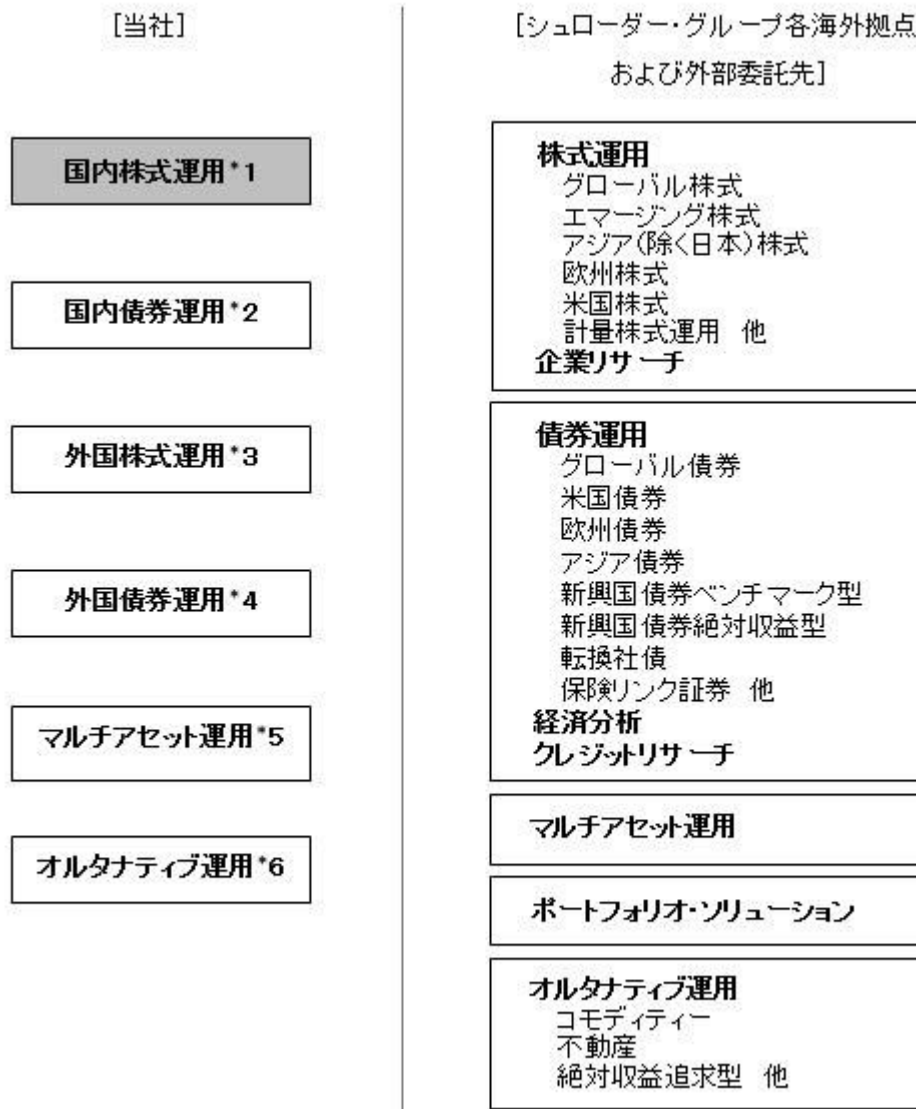 [当社]
国内株式運用*1
国内債券運用*2
外国株式運用*3
外国債券運用*4
マルチアセット運用*5
オルタナティブ運用*6
[シュローダー・グループ各海外拠点
および外部委託先]
株式運用
グローバル株式
エマージング株式
アジア(除く日本)株式
欧州株式
米国株式
計量株式運用 他
企業リサーチ
債券運用
グローバル債券
米国債券
欧州債券
アジア債券
新興国債券ベンチマーク型
新興国債券絶対収益型
転換社債
保険リンク証券 他
経済分析
クレジットリサーチ
マルチアセット運用
ポートフォリオ・ソリューション
オルタナティブ運用
コモディティー
不動産
絶対収益追求型 他